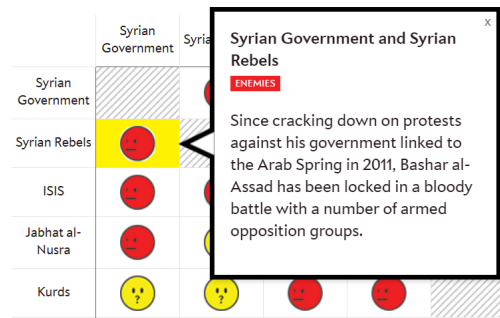 Syrian
Government
Syria
x
Syrian Government and Syrian
Rebels
ENEMIES
Since cracking down on protests
against his government linked to
the Arab Spring in 2011, Bashar al-
Assad has been locked in a bloody
battle with a number of armed
opposition groups.
Syrian
Government
Syrian Rebels
ISIS
Jabhat al-
Nusra
Kurds
?
?